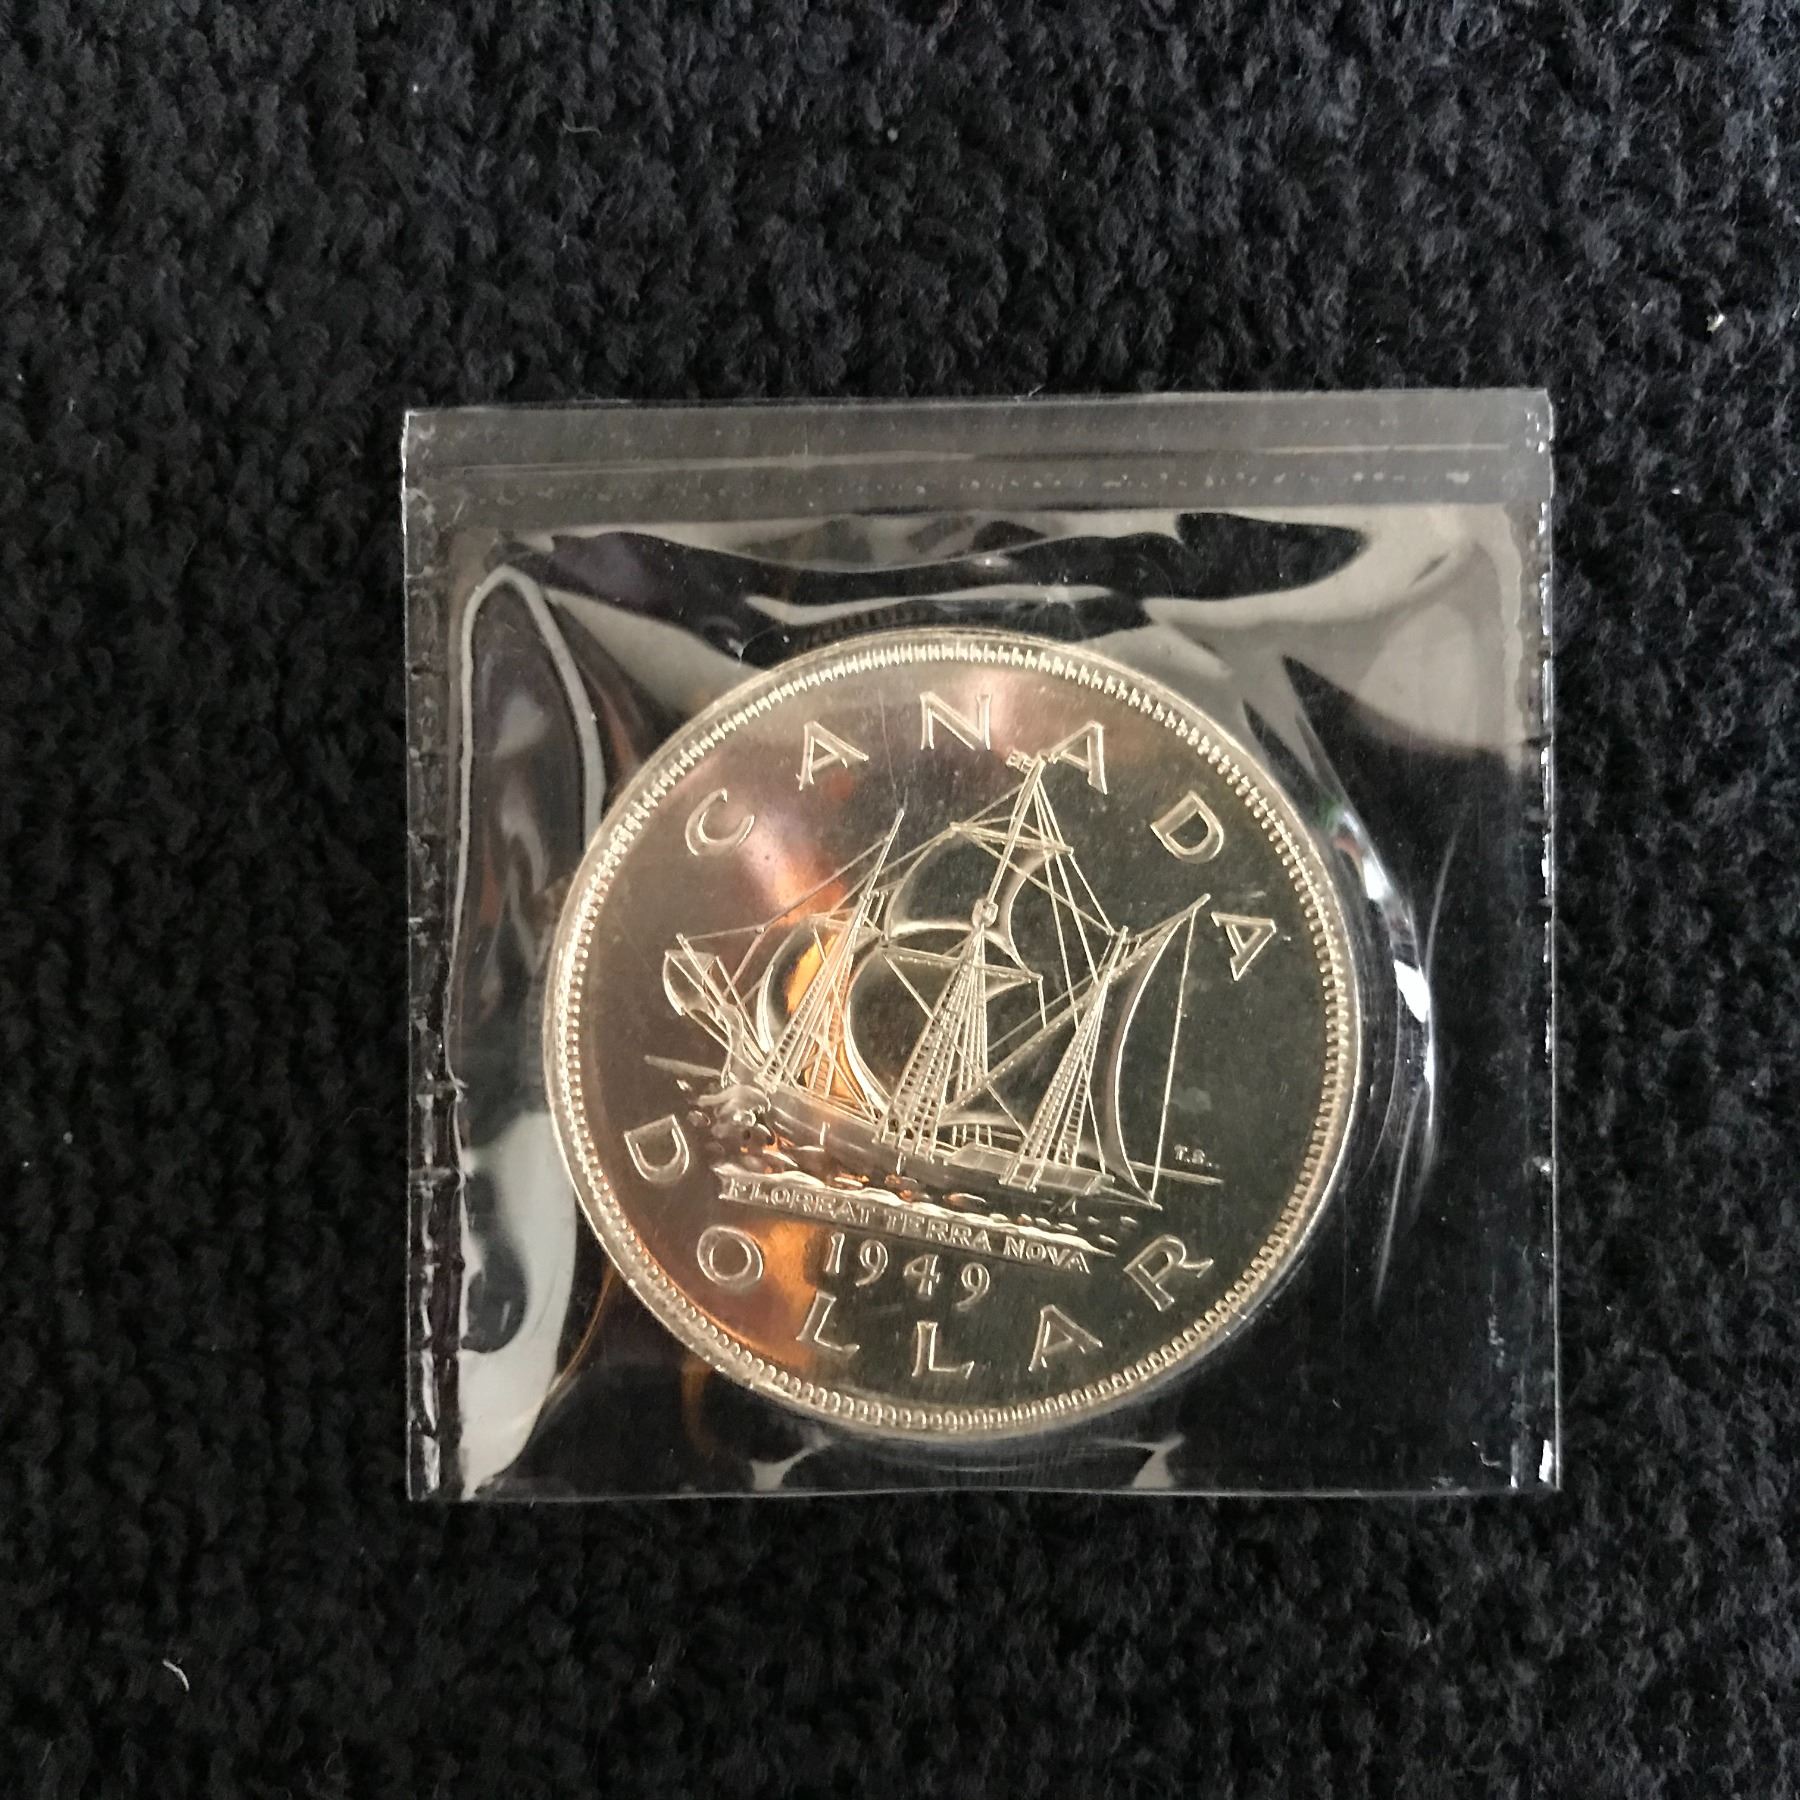 CANADA
T.S.
FLOREAT TERRA NOVA
1949
DOLLAR